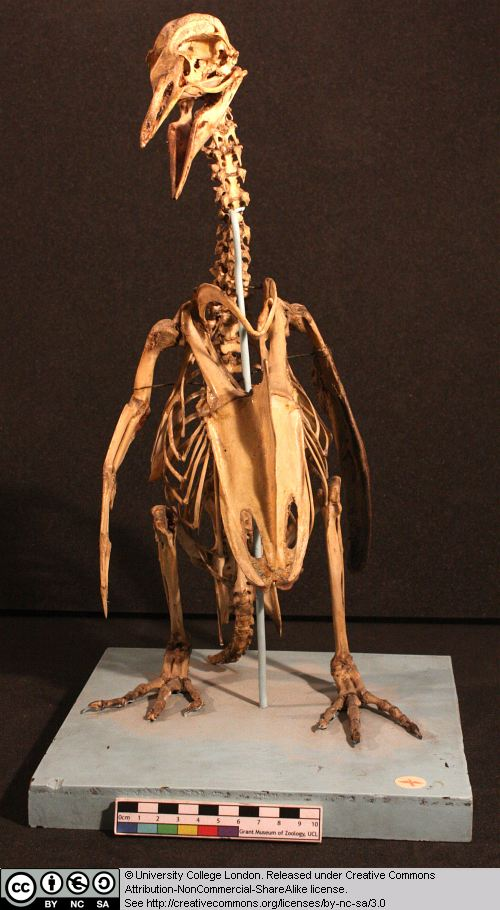 0cm 1 2 3 4 5 6 7 8 9 10
Grant Museum of Zoology, UCL
cc BY NC SA
© University College London. Released under Creative Commons
Attribution-NonCommercial-ShareAlike license.
See http://creativecommons.org/licenses/by-nc-sa/3.0